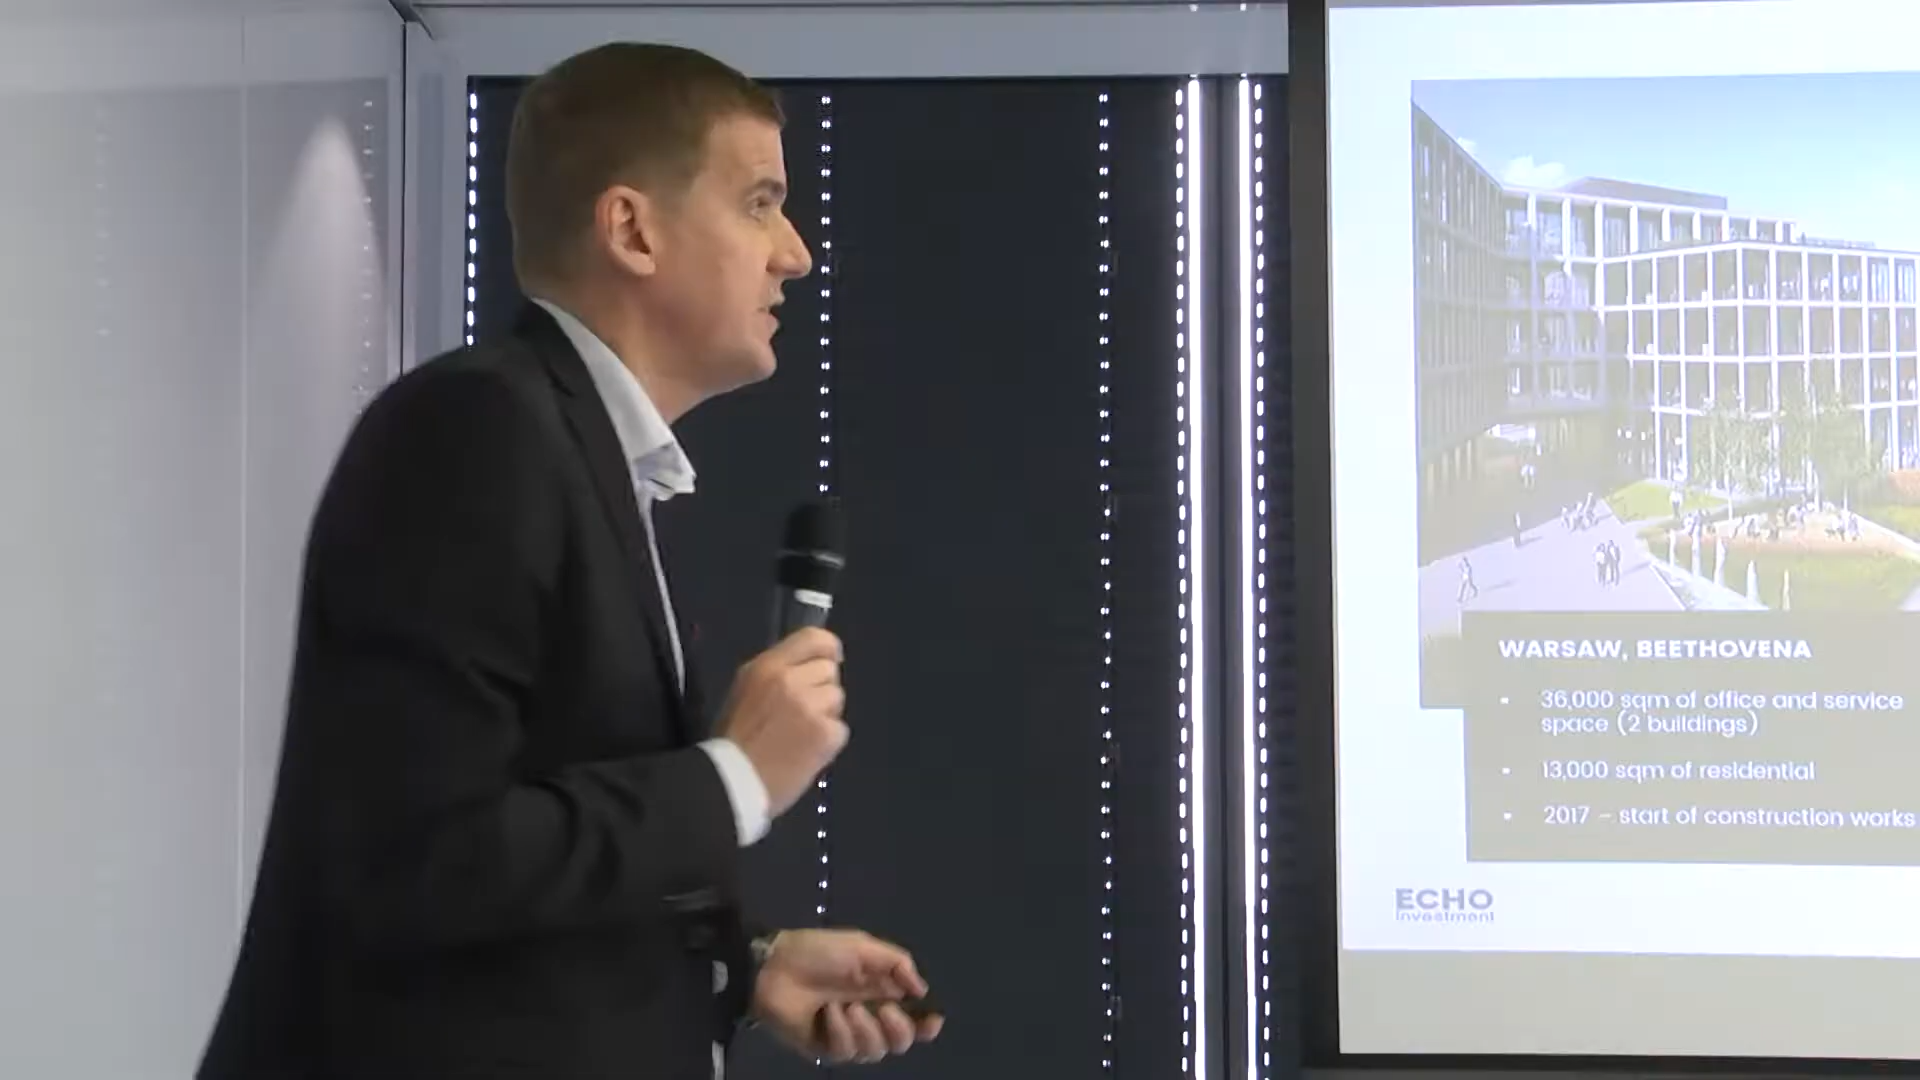 WARSAW, BEETHOVENA
▪ 36,000 sqm of office and service
space (2 buildings)
▪ 13,000 sqm of residential
▪ 2017 – start of construction works
ECHO
investment